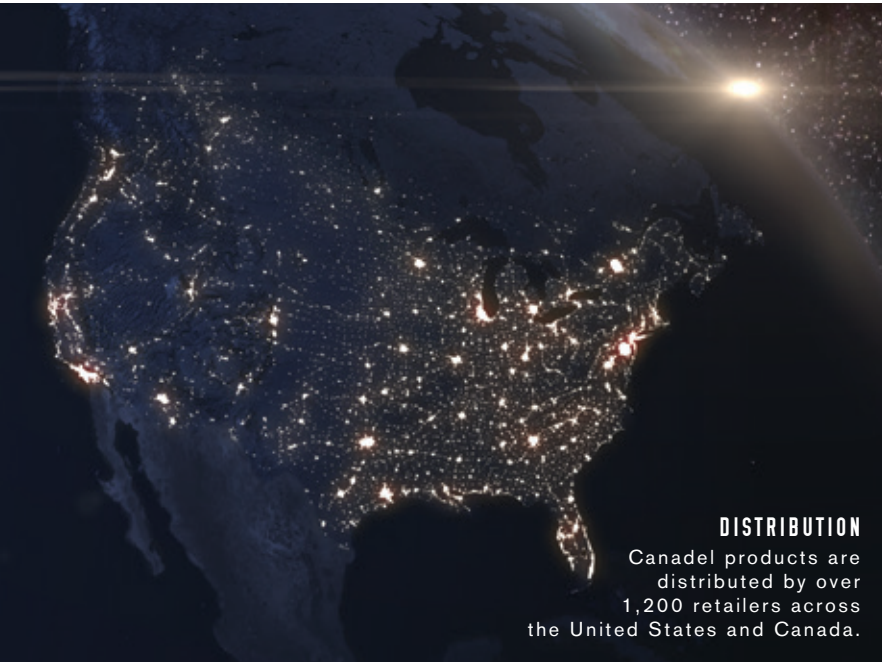 DISTRIBUTION
Canadel products are
distributed by over
1,200 retailers across
the United States and Canada.